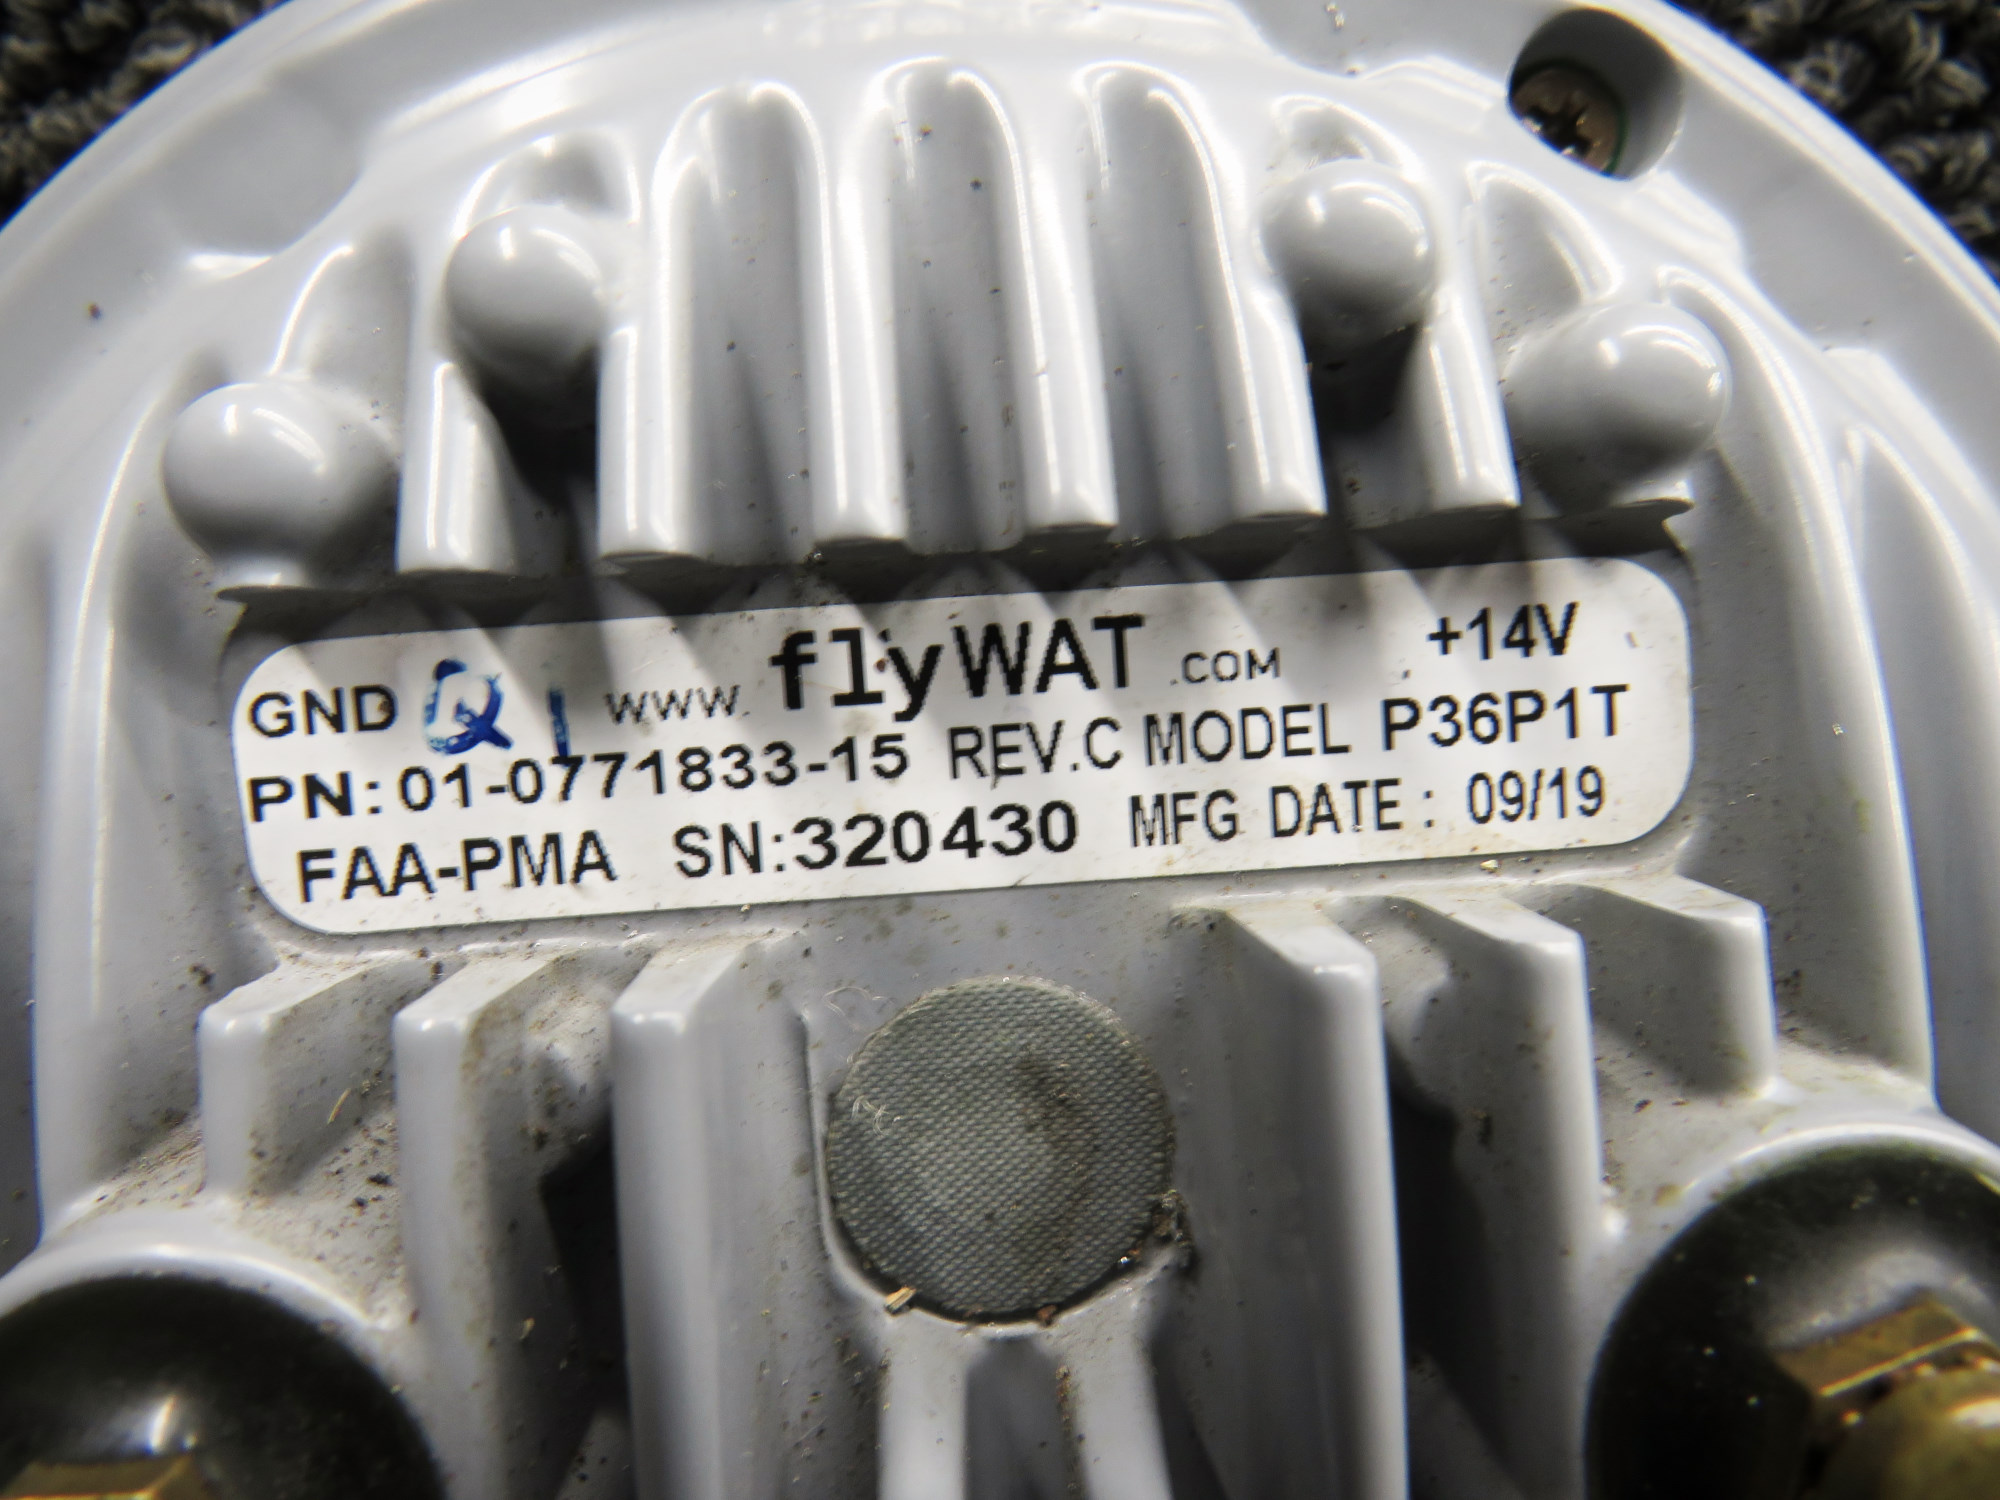 GND Q1 www.flyWAT.com +14V
PN:01-0771833-15 REV.C MODEL P36P1T
FAA-PMA SN:320430 MFG DATE: 09/19